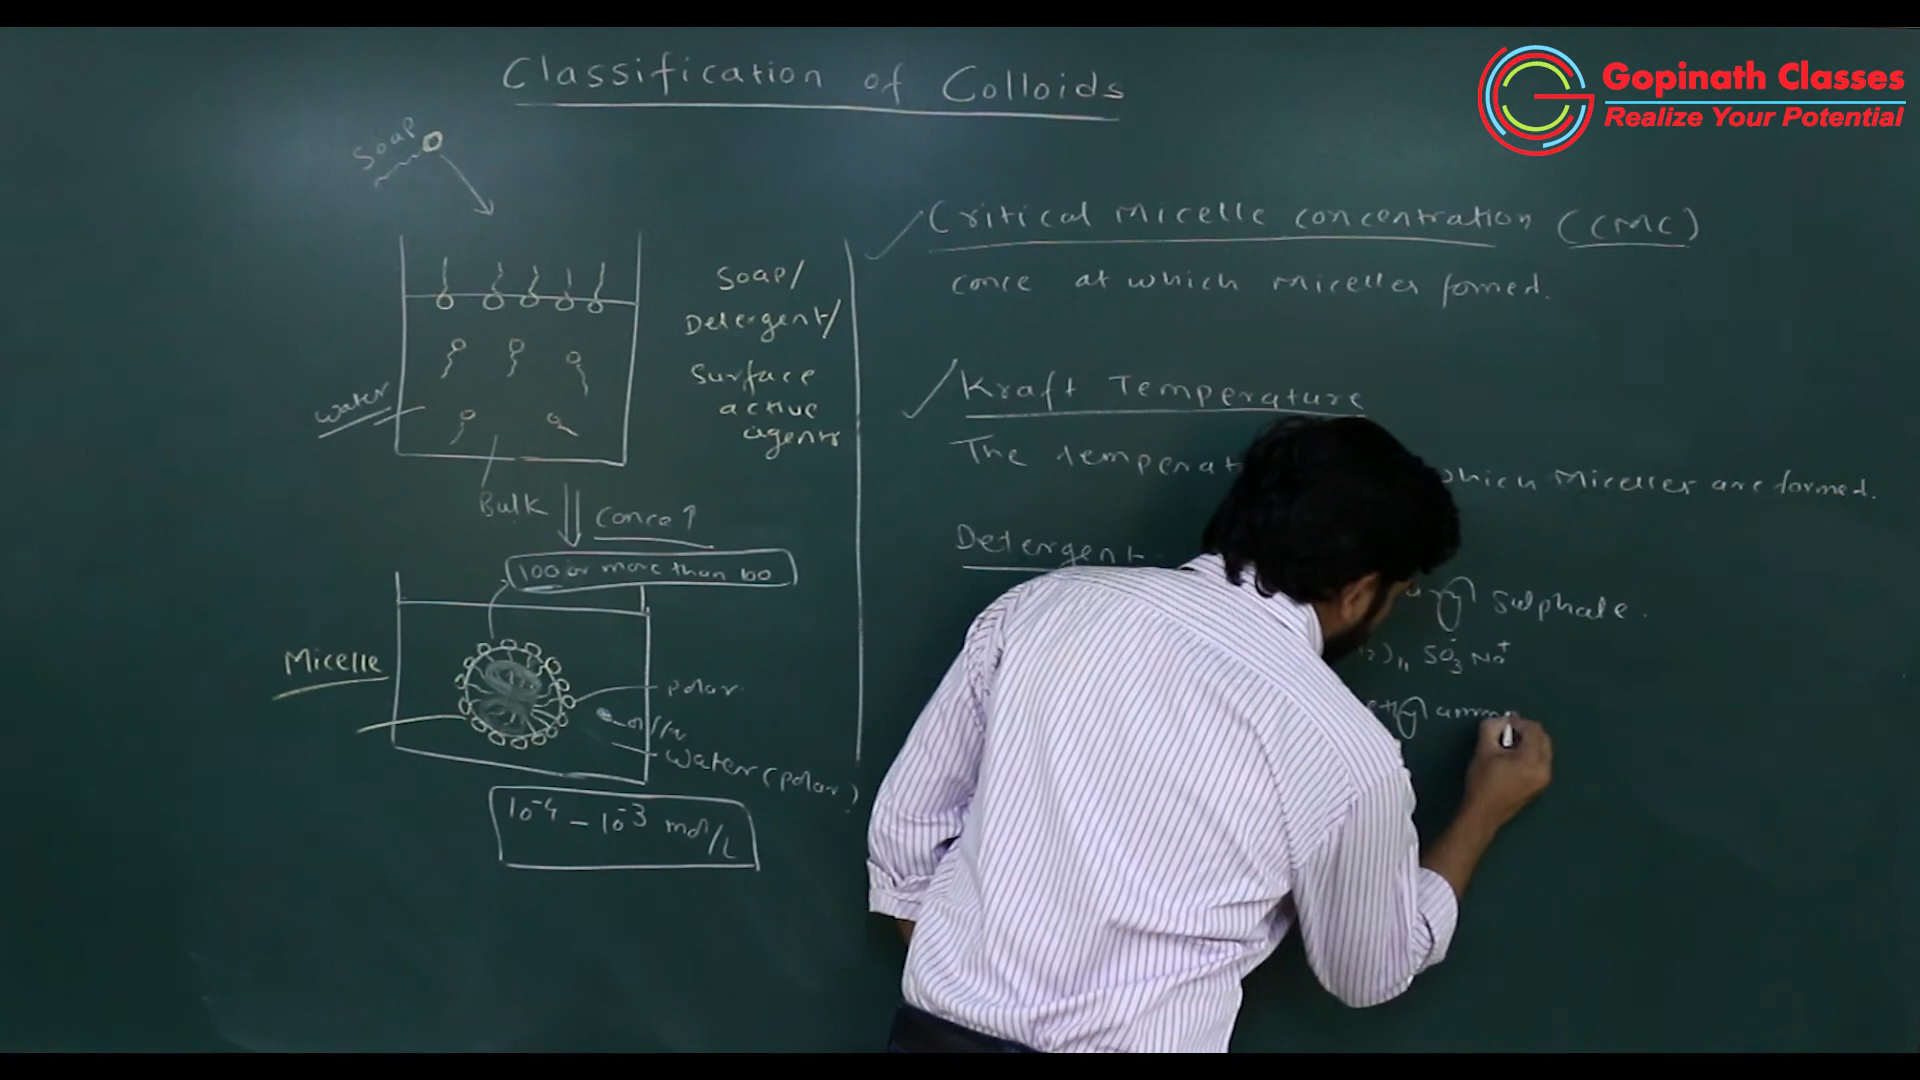 Classification of Colloids
Gopinath Classes
Realize Your Potential
Soap
Water
Bulk
Conc↑
100 or more than 100
Micelle
polar
Water (polar)
10⁻⁴ – 10⁻³ mol/L
Soap/
Detergent/
Surface
active
agents
Critical Micelle Concentration (CMC)
conc at which Micelles formed.
Kraft Temperature
The temperat which Micelles are formed.
Detergent
sulphate.
)₁₁ SO₃⁻ Na⁺